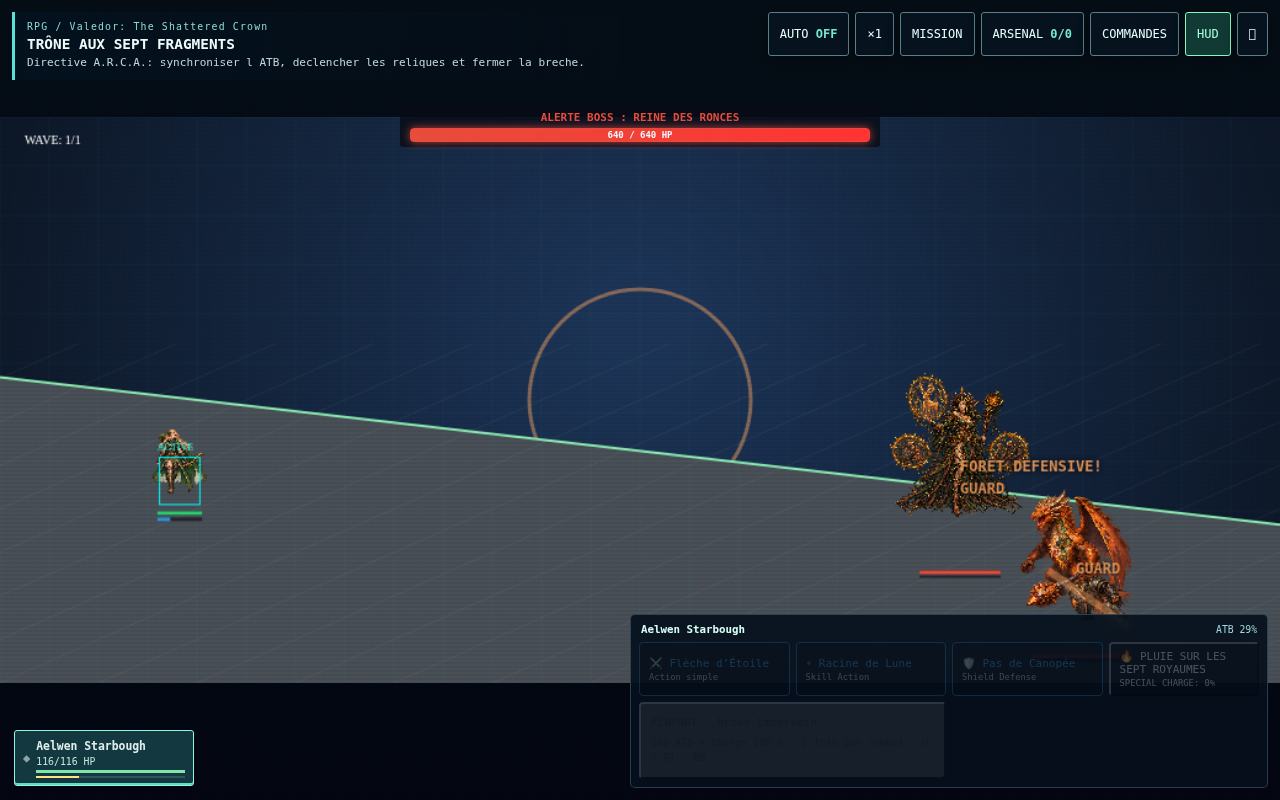 RPG / Valedor: The Shattered Crown
TRÔNE AUX SEPT FRAGMENTS
Directive A.R.C.A.: synchroniser l ATB, declencher les reliques et fermer la breche.
AUTO OFF
×1
MISSION
ARSENAL 0/0
COMMANDES
HUD
ALERTE BOSS : REINE DES RONCES
640 / 640 HP
WAVE: 1/1
FORET DEFENSIVE!
GUARD
GUARD
Aelwen Starbough
ATB 29%
Flèche d'Étoile
Action simple
Racine de Lune
Skill Action
Pas de Canopée
Shield Defense
PLUIE SUR LES
SEPT ROYAUMES
SPECIAL CHARGE: 0%
Aelwen Starbough
116/116 HP